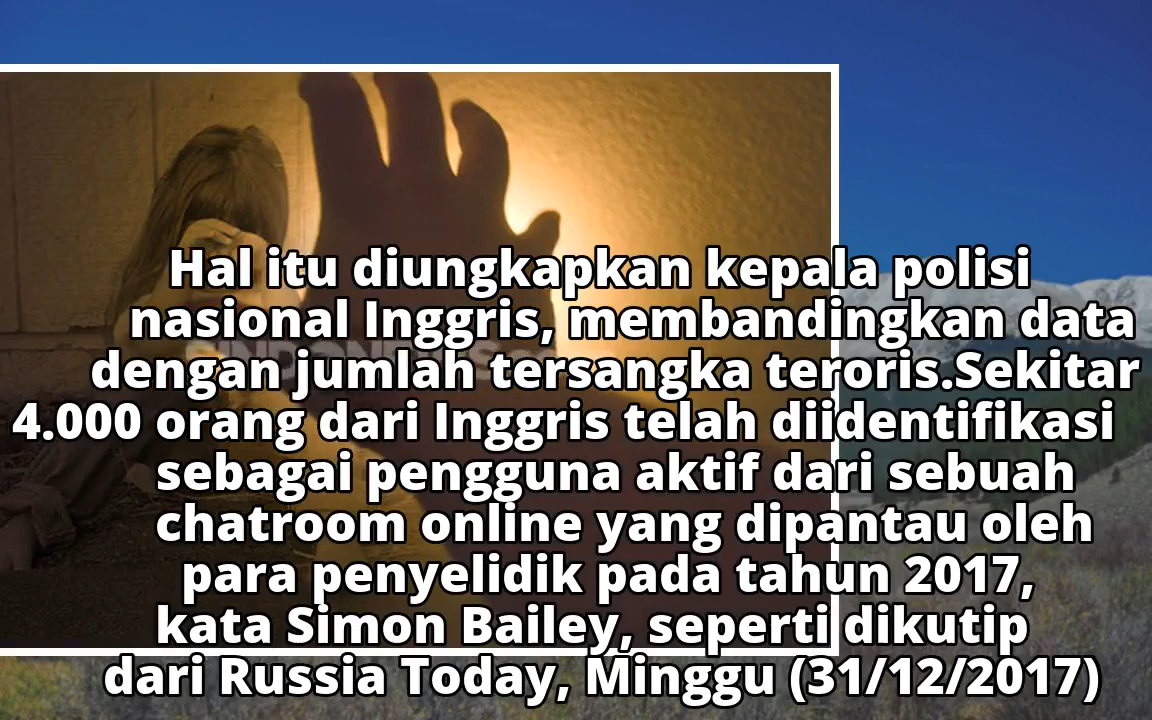 Hal itu diungkapkan kepala polisi
nasional Inggris, membandingkan data
dengan jumlah tersangka teroris.Sekitar
4.000 orang dari Inggris telah diidentifikasi
sebagai pengguna aktif dari sebuah
chatroom online yang dipantau oleh
para penyelidik pada tahun 2017,
kata Simon Bailey, seperti dikutip
dari Russia Today, Minggu (31/12/2017)